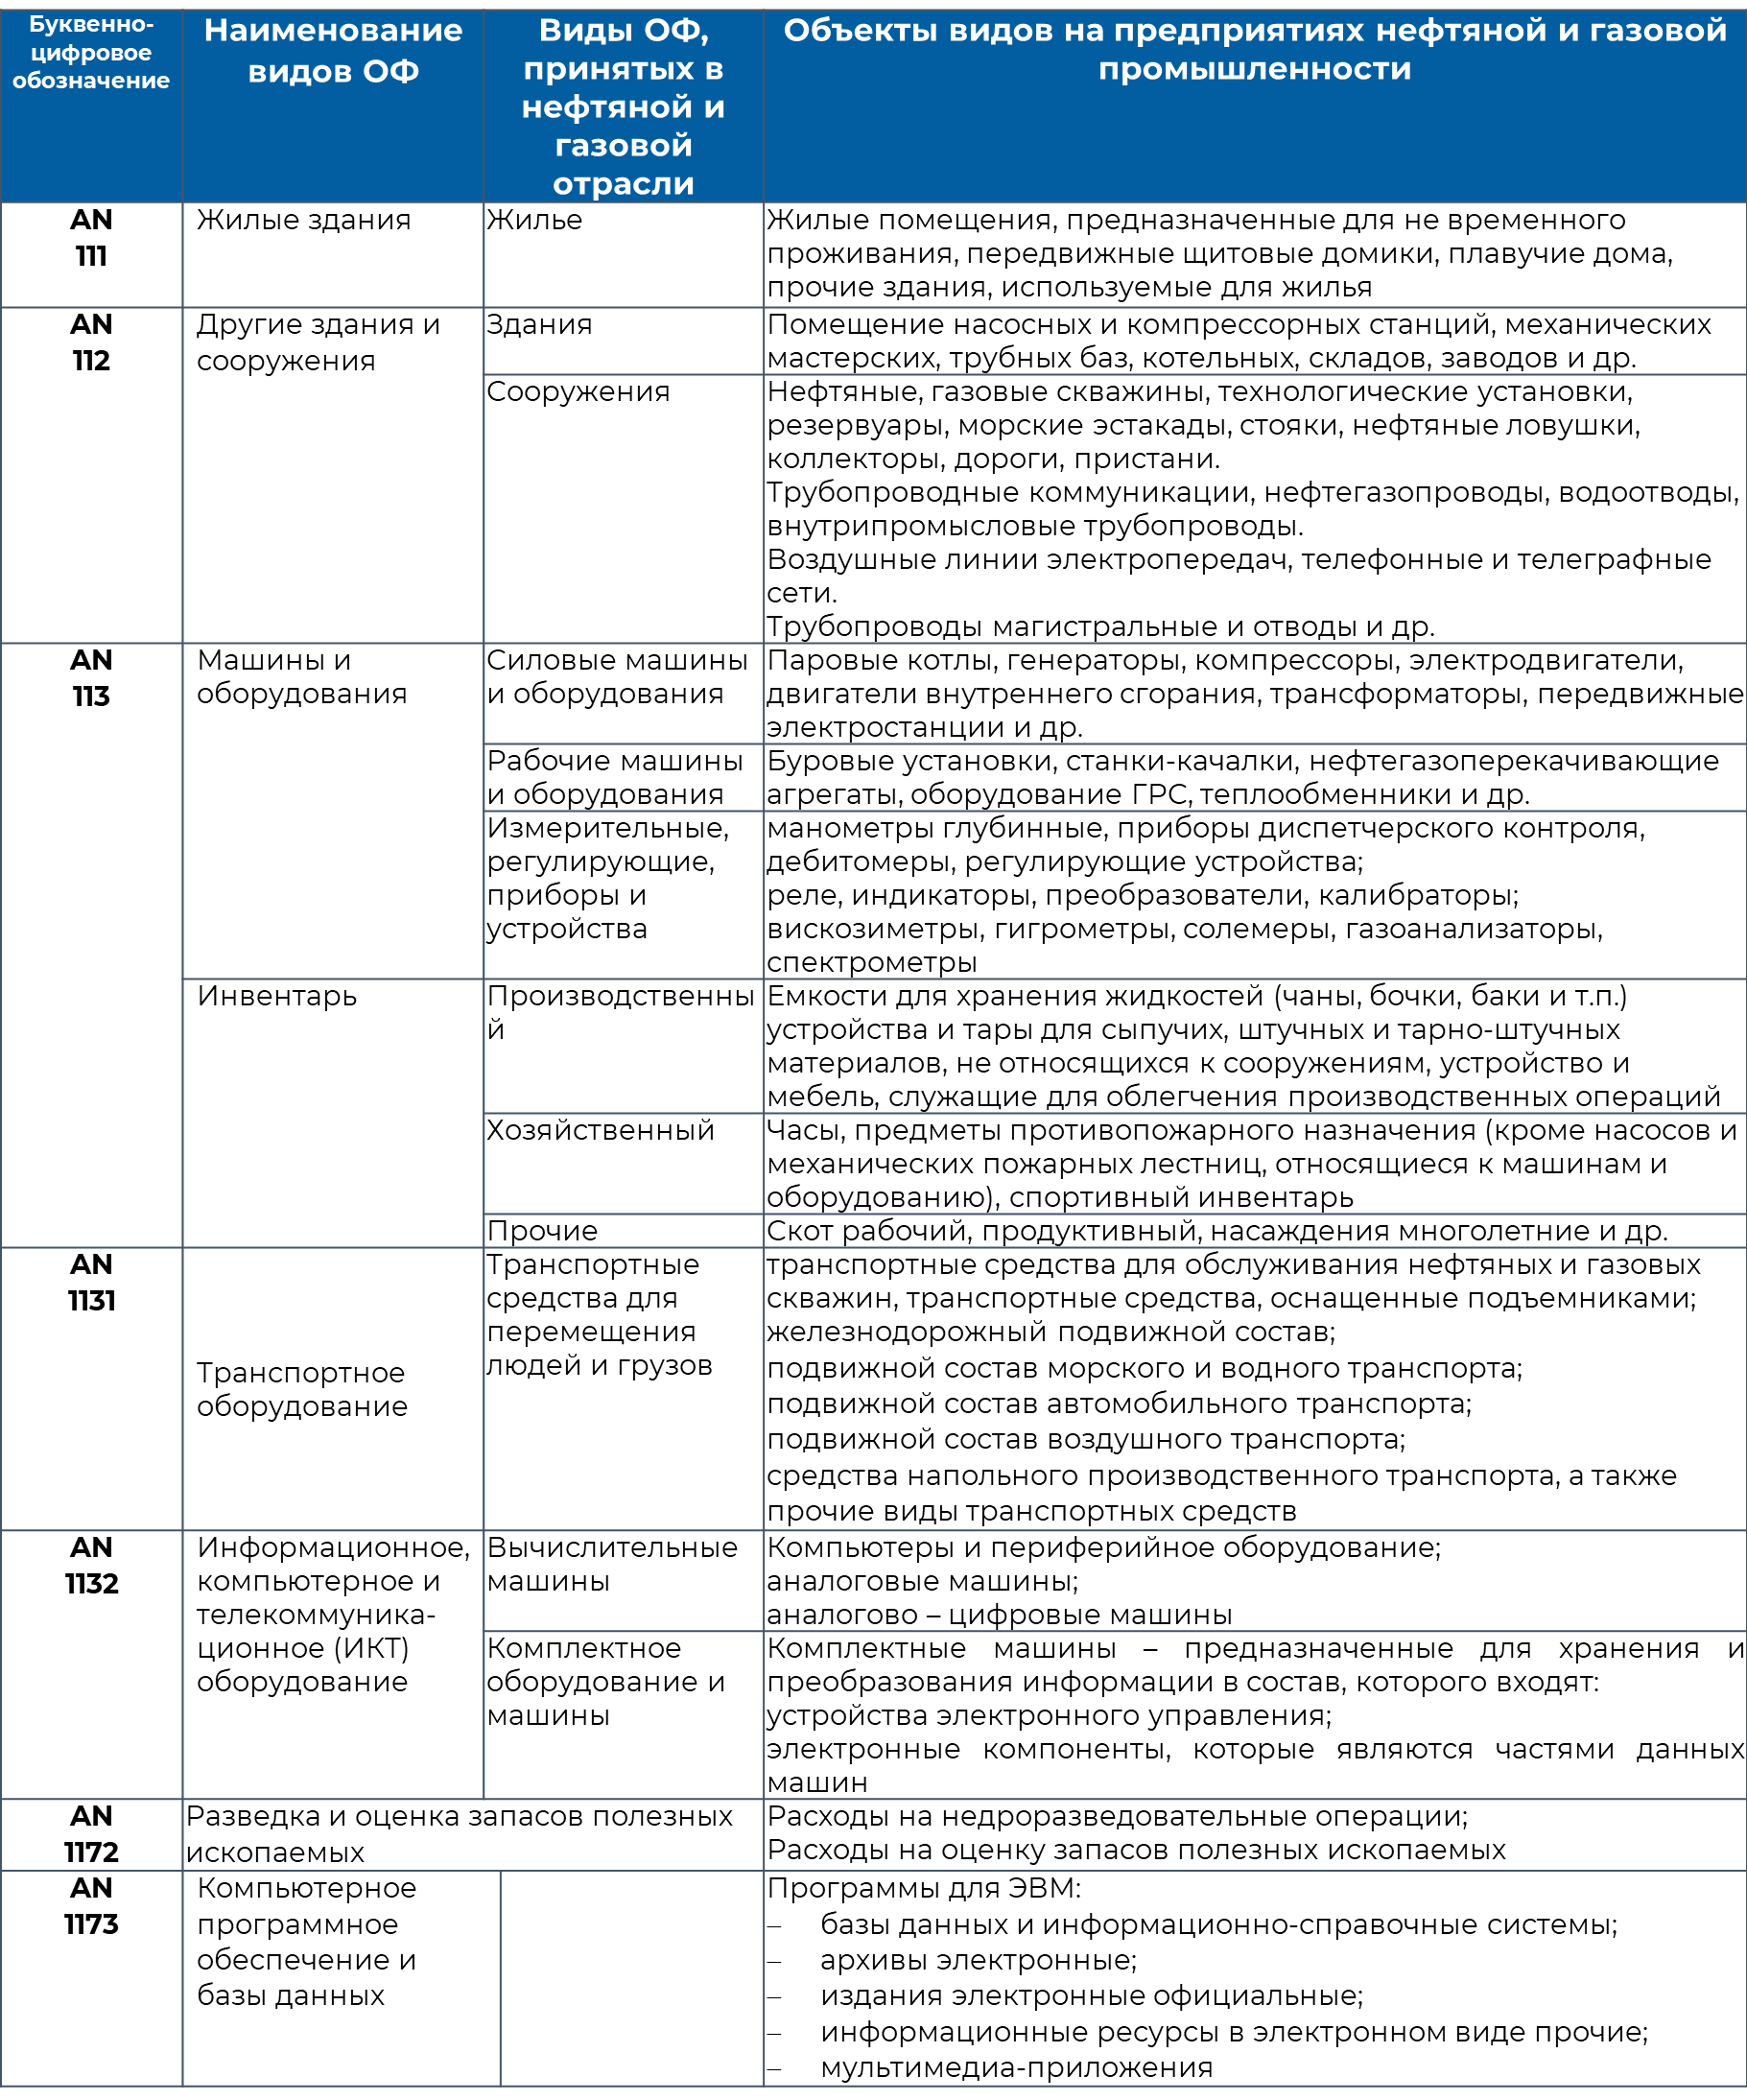 Буквенно-
цифровое
обозначение
Наименование
видов ОФ
Виды ОФ,
принятых в
нефтяной и
газовой
отрасли
Объекты видов на предприятиях нефтяной и газовой
промышленности
AN
111
Жилые здания
Жилье
Жилые помещения, предназначенные для не временного
проживания, передвижные щитовые домики, плавучие дома,
прочие здания, используемые для жилья
AN
112
Другие здания и
сооружения
Здания
Помещение насосных и компрессорных станций, механических
мастерских, трубных баз, котельных, складов, заводов и др.
Сооружения
Нефтяные, газовые скважины, технологические установки,
резервуары, морские эстакады, стояки, нефтяные ловушки,
коллекторы, дороги, пристани.
Трубопроводные коммуникации, нефтегазопроводы, водоотводы,
внутрипромысловые трубопроводы.
Воздушные линии электропередач, телефонные и телеграфные
сети.
Трубопроводы магистральные и отводы и др.
AN
113
Машины и
оборудования
Силовые машины
и оборудования
Паровые котлы, генераторы, компрессоры, электродвигатели,
двигатели внутреннего сгорания, трансформаторы, передвижные
электростанции и др.
Рабочие машины
и оборудования
Буровые установки, станки-качалки, нефтегазоперекачивающие
агрегаты, оборудование ГРС, теплообменники и др.
Измерительные,
регулирующие,
приборы и
устройства
манометры глубинные, приборы диспетчерского контроля,
дебитомеры, регулирующие устройства;
реле, индикаторы, преобразователи, калибраторы;
вискозиметры, гигрометры, солемеры, газоанализаторы,
спектрометры
Инвентарь
Производственны
й
Емкости для хранения жидкостей (чаны, бочки, баки и т.п.)
устройства и тары для сыпучих, штучных и тарно-штучных
материалов, не относящихся к сооружениям, устройство и
мебель, служащие для облегчения производственных операций
Хозяйственный
Часы, предметы противопожарного назначения (кроме насосов и
механических пожарных лестниц, относящиеся к машинам и
оборудованию), спортивный инвентарь
Прочие
Скот рабочий, продуктивный, насаждения многолетние и др.
AN
1131
Транспортное
оборудование
Транспортные
средства для
перемещения
людей и грузов
транспортные средства для обслуживания нефтяных и газовых
скважин, транспортные средства, оснащенные подъемниками;
железнодорожный подвижной состав;
подвижной состав морского и водного транспорта;
подвижной состав автомобильного транспорта;
подвижной состав воздушного транспорта;
средства напольного производственного транспорта, а также
прочие виды транспортных средств
AN
1132
Информационное,
компьютерное и
телекоммуника-
ционное (ИКТ)
оборудование
Вычислительные
машины
Компьютеры и периферийное оборудование;
аналоговые машины;
аналогово – цифровые машины
Комплектное
оборудование и
машины
Комплектные машины – предназначенные для хранения и
преобразования информации в состав, которого входят:
устройства электронного управления;
электронные компоненты, которые являются частями данных
машин
AN
1172
Разведка и оценка запасов полезных
ископаемых
Расходы на недроразведовательные операции;
Расходы на оценку запасов полезных ископаемых
AN
1173
Компьютерное
программное
обеспечение и
базы данных
Программы для ЭВМ:
– базы данных и информационно-справочные системы;
– архивы электронные;
– издания электронные официальные;
– информационные ресурсы в электронном виде прочие;
– мультимедиа-приложения